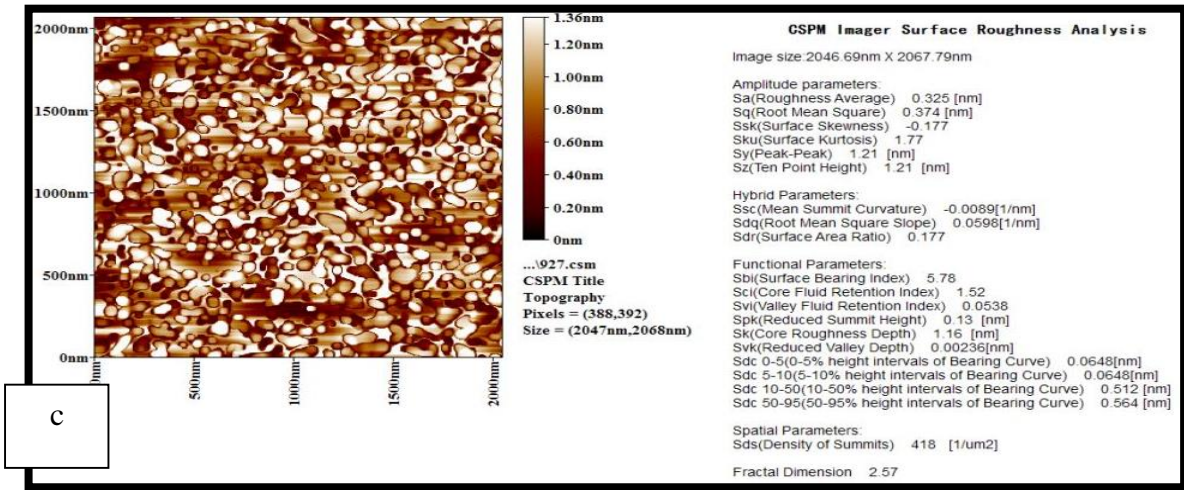 2000nm
1500nm
1000nm
500nm
0nm
500nm
1000nm
1500nm
2000nm
1.36nm
1.20nm
1.00nm
0.80nm
0.60nm
0.40nm
0.20nm
0nm
...\927.csm
CSPM Title
Topography
Pixels = (388,392)
Size = (2047nm,2068nm)
c
CSPM Imager Surface Roughness Analysis
Image size:2046.69nm X 2067.79nm
Amplitude parameters:
Sa(Roughness Average) 0.325 [nm]
Sq(Root Mean Square) 0.374 [nm]
Ssk(Surface Skewness) -0.177
Sku(Surface Kurtosis) 1.77
Sy(Peak-Peak) 1.21 [nm]
Sz(Ten Point Height) 1.21 [nm]
Hybrid Parameters:
Ssc(Mean Summit Curvature) -0.0089[1/nm]
Sdq(Root Mean Square Slope) 0.0598[1/nm]
Sdr(Surface Area Ratio) 0.177
Functional Parameters:
Sbi(Surface Bearing Index) 5.78
Sci(Core Fluid Retention Index) 1.52
Svi(Valley Fluid Retention Index) 0.0538
Spk(Reduced Summit Height) 0.13 [nm]
Sk(Core Roughness Depth) 1.16 [nm]
Svk(Reduced Valley Depth) 0.00236[nm]
Sdc 0-5(0-5% height intervals of Bearing Curve) 0.0648[nm]
Sdc 5-10(5-10% height intervals of Bearing Curve) 0.0648[nm]
Sdc 10-50(10-50% height intervals of Bearing Curve) 0.512 [nm]
Sdc 50-95(50-95% height intervals of Bearing Curve) 0.564 [nm]
Spatial Parameters:
Sds(Density of Summits) 418 [1/um2]
Fractal Dimension 2.57